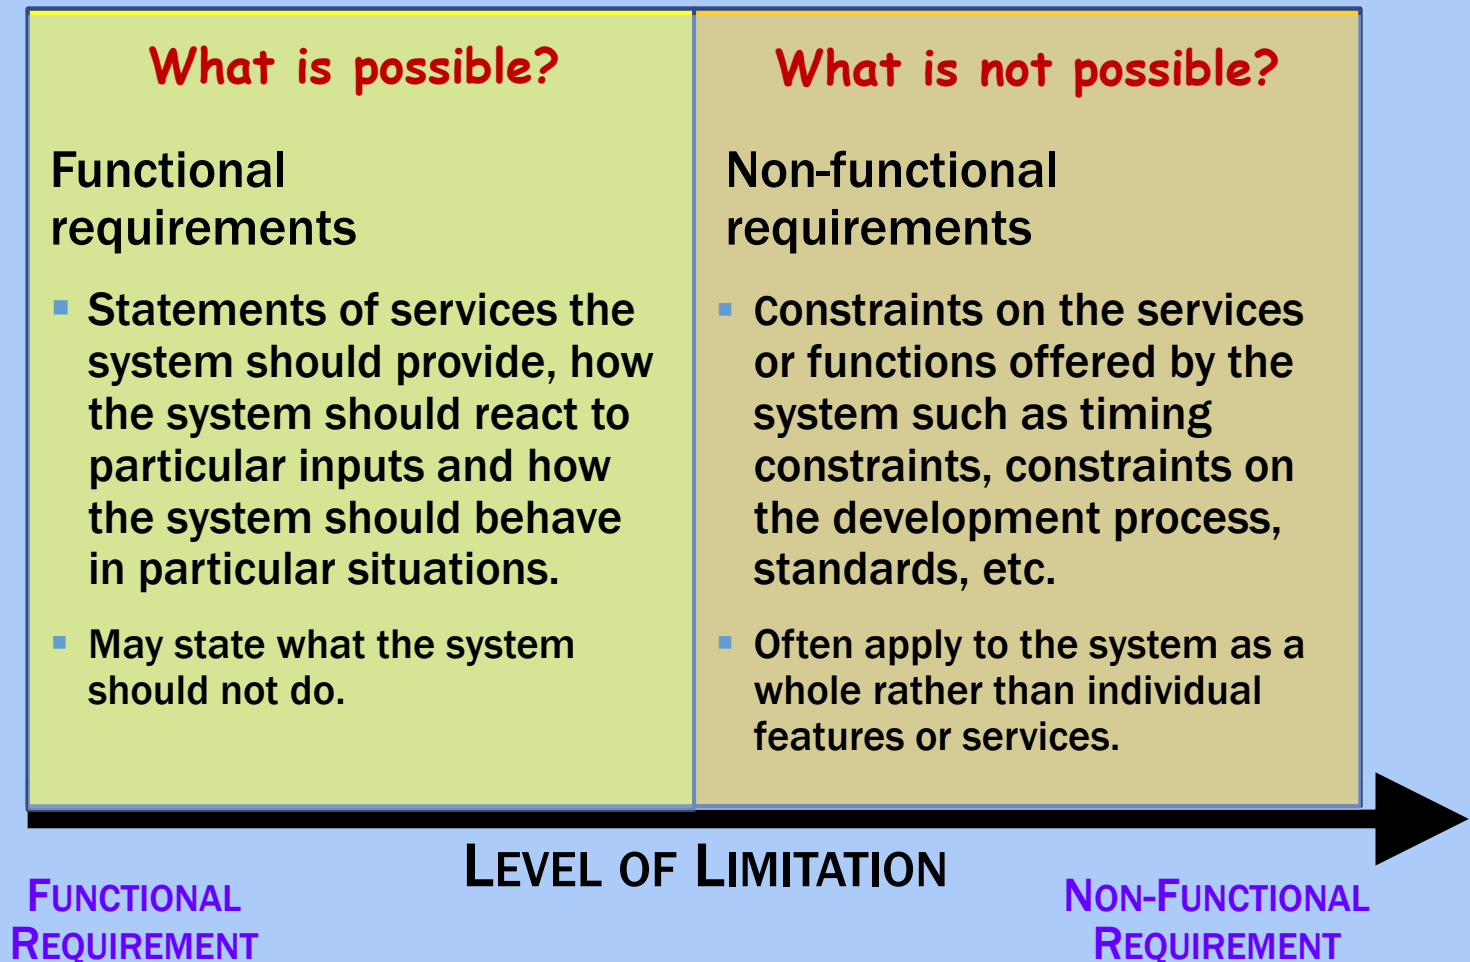 What is possible?
Functional
requirements
▪ Statements of services the
system should provide, how
the system should react to
particular inputs and how
the system should behave
in particular situations.
▪ May state what the system
should not do.
What is not possible?
Non-functional
requirements
▪ Constraints on the services
or functions offered by the
system such as timing
constraints, constraints on
the development process,
standards, etc.
▪ Often apply to the system as a
whole rather than individual
features or services.
LEVEL OF LIMITATION
FUNCTIONAL
REQUIREMENT
NON-FUNCTIONAL
REQUIREMENT